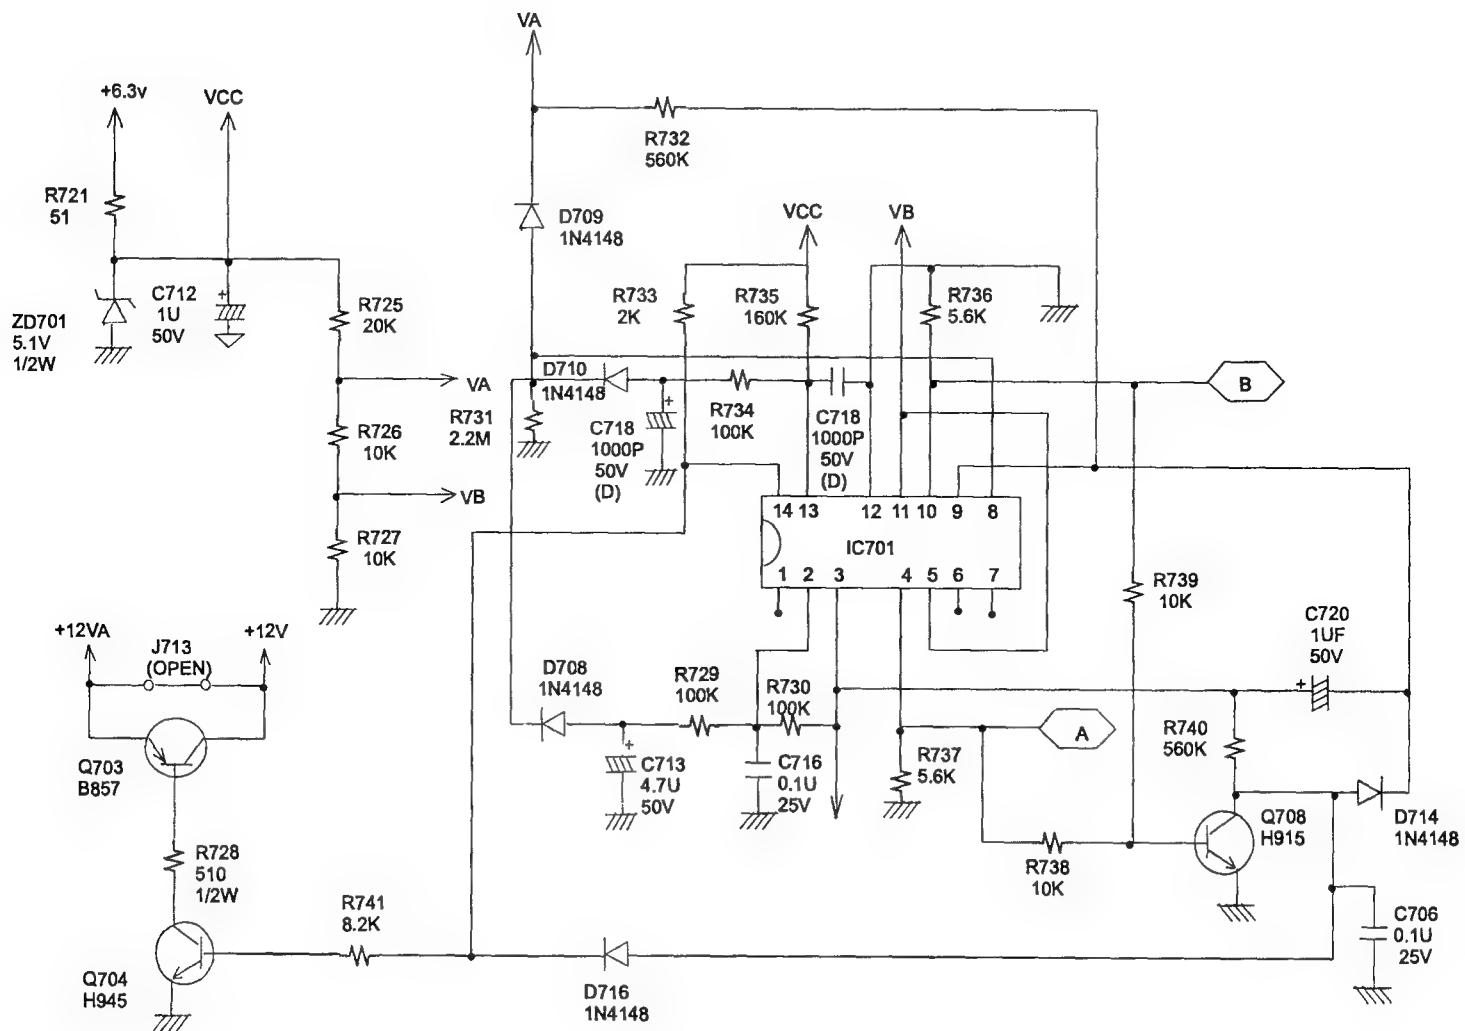 VA
+6.3v
VCC
R732
560K
R721
51
D709
1N4148
VCC
VB
C712
1U
50V
+
R725
20K
R733
2K
R735
160K
R736
5.6K
ZD701
5.1V
1/2W
D710
1N4148
VA
R731
2.2M
+
C718
1000P
50V
(D)
R734
100K
C718
1000P
50V
(D)
B
R726
10K
VB
R727
10K
14 13 12 11 10 9 8
IC701
1 2 3 4 5 6 7
R739
10K
C720
1UF
50V
+
+12VA
J713
(OPEN)
+12V
D708
1N4148
R729
100K
R730
100K
A
R740
560K
Q703
B857
+
C713
4.7U
50V
C716
0.1U
25V
R737
5.6K
Q708
H915
D714
1N4148
R728
510
1/2W
R738
10K
R741
8.2K
C706
0.1U
25V
Q704
H945
D716
1N4148